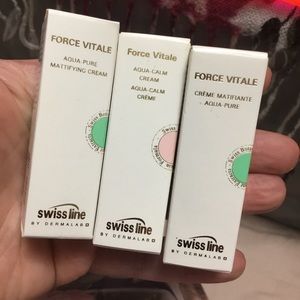 FORCE VITALE
AQUA-PURE
MATTIFYING CREAM
swiss line
BY DERMALAB
Force Vitale
AQUA-CALM
CREAM
AQUA-CALM
CRÈME
swiss line
BY DERMALAB
FORCE VITALE
CRÈME MATIFIANTE
AQUA-PURE
swiss line
BY DERMALAB